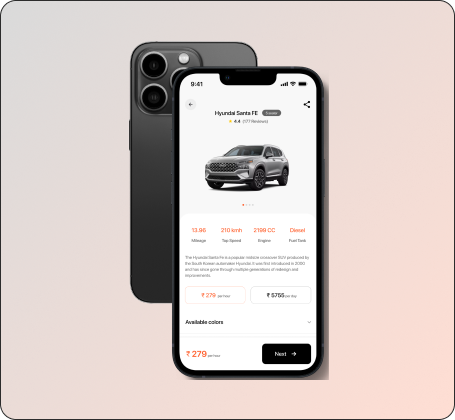 9:41
Hyundai Santa FE
4.4 (177 Reviews)
13.96 210 kmh 2199 CC Diesel
Mileage Top Speed Engine Fuel Tank
The Hyundai Santa Fe is a popular midsize crossover SUV produced by
the South Korean automaker Hyundai. It was first introduced in 2000
and has since gone through multiple generations of redesign and
improvements.
₹ 279 per hour ₹ 5755 per day
Available colors
₹ 279 per hour Next